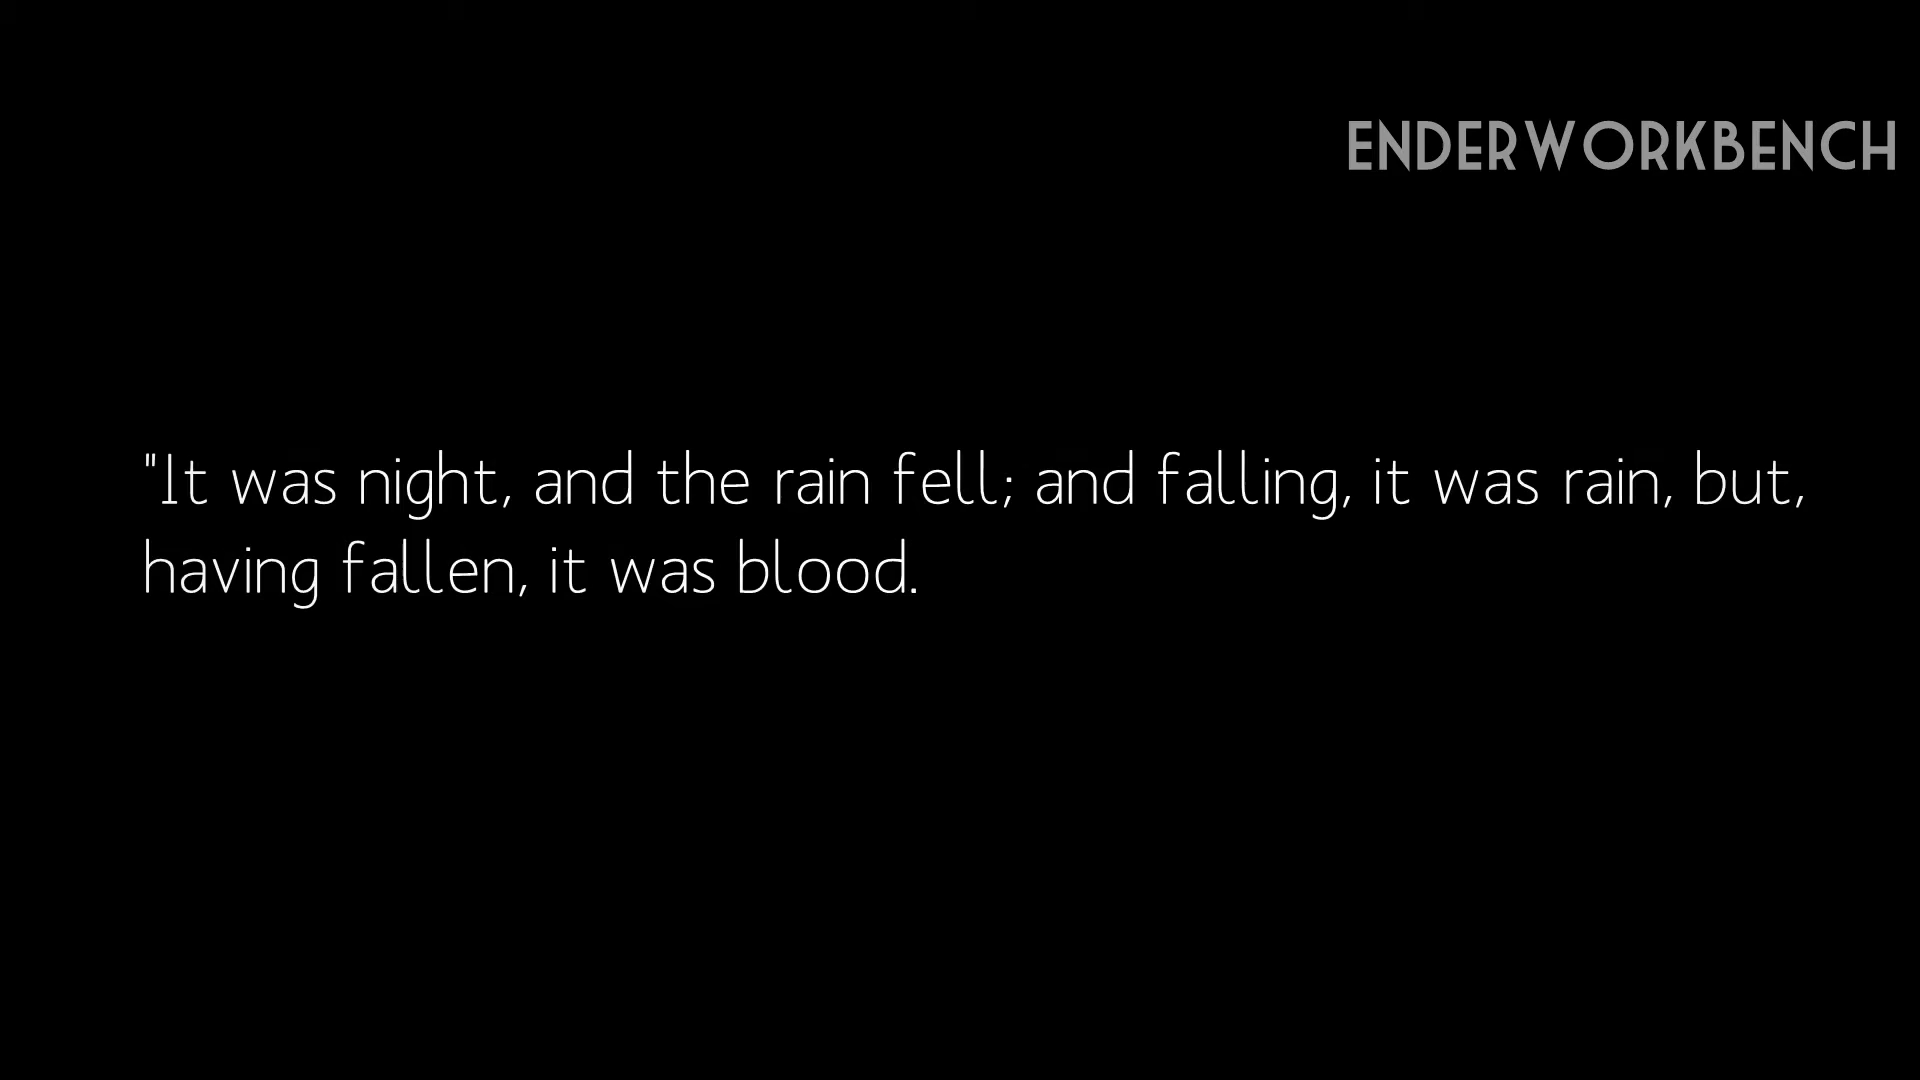 ENDERWORKBENCH
"It was night, and the rain fell; and falling, it was rain, but,
having fallen, it was blood.